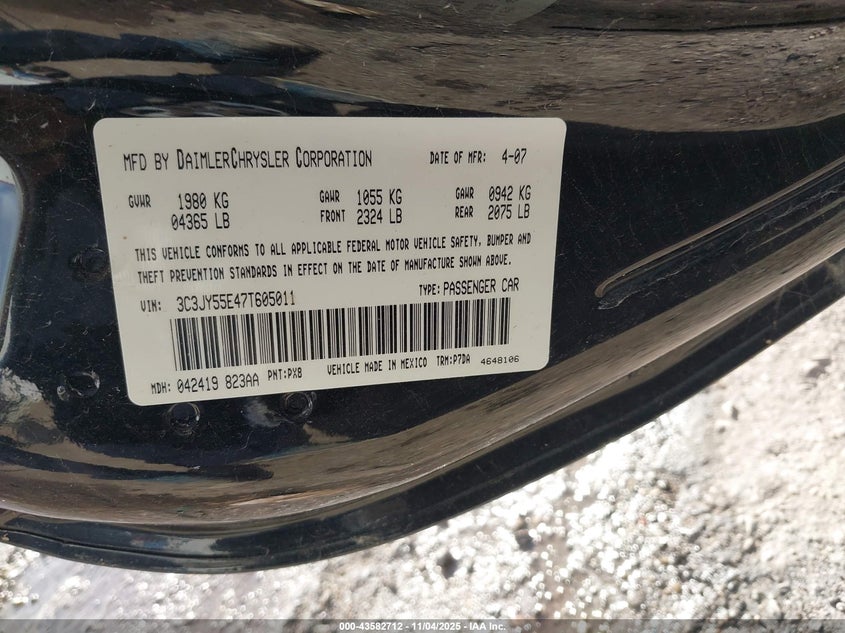 MFD BY DAIMLERCHRYSLER CORPORATION DATE OF MFR: 4-07
GVWR 1980 KG GAWR 1055 KG GAWR 0942 KG
04365 LB FRONT 2324 LB REAR 2075 LB
THIS VEHICLE CONFORMS TO ALL APPLICABLE FEDERAL MOTOR VEHICLE SAFETY, BUMPER AND
THEFT PREVENTION STANDARDS IN EFFECT ON THE DATE OF MANUFACTURE SHOWN ABOVE.
VIN: 3C3JY55E47T605011 TYPE: PASSENGER CAR
MDH: 042419 823AA PNT:PX8 VEHICLE MADE IN MEXICO TRM:P7DA 4648106
000-43582712 - 11/04/2025 - IAA Inc.